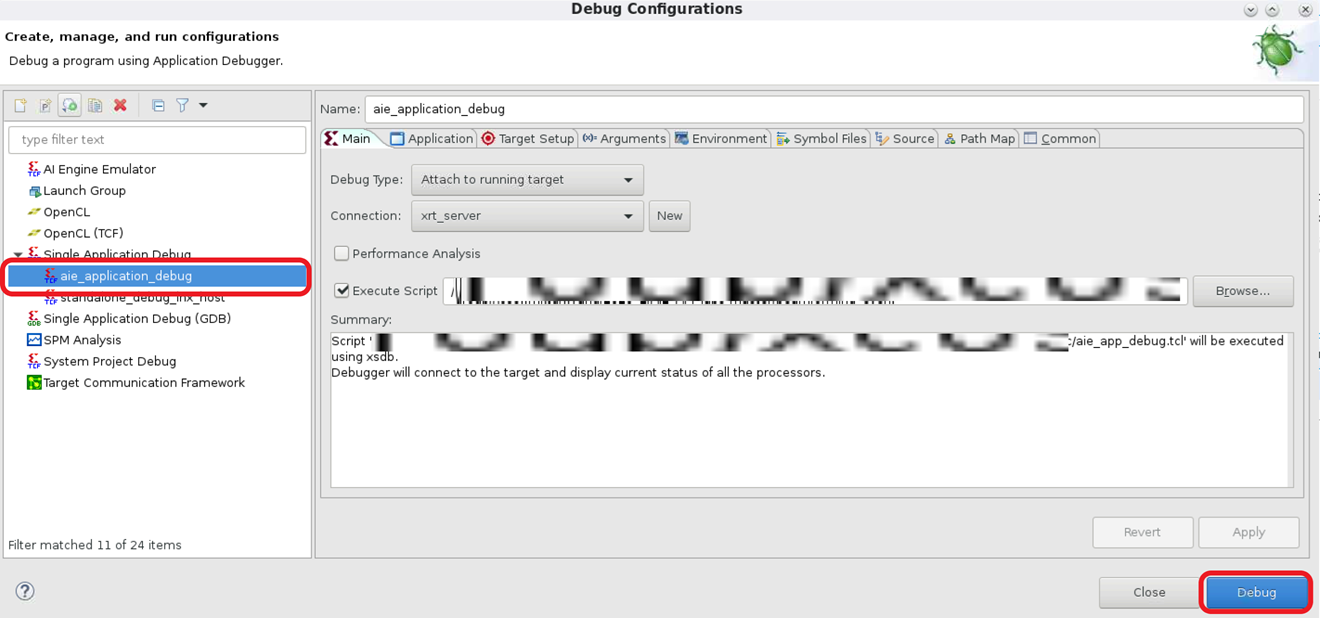 Debug Configurations
Create, manage, and run configurations
Debug a program using Application Debugger.
type filter text
AI Engine Emulator
Launch Group
OpenCL
OpenCL (TCF)
Single Application Debug
aie_application_debug
standalone_debug_lnx_host
Single Application Debug (GDB)
SPM Analysis
System Project Debug
Target Communication Framework
Filter matched 11 of 24 items
Name: aie_application_debug
Main Application Target Setup Arguments Environment Symbol Files Source Path Map Common
Debug Type: Attach to running target
Connection: xrt_server New
Performance Analysis
Execute Script / Browse...
Summary:
Script ' :/aie_app_debug.tcl' will be executed
using xsdb.
Debugger will connect to the target and display current status of all the processors.
Revert Apply
? Close Debug